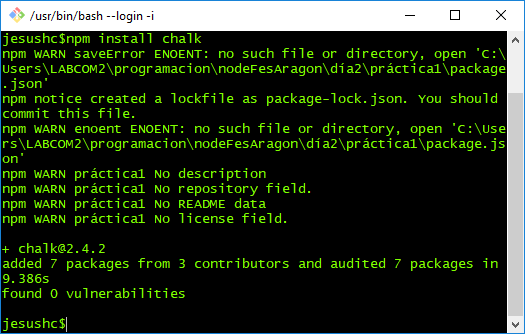 /usr/bin/bash --login -i
jesushc$npm install chalk
npm WARN saveError ENOENT: no such file or directory, open 'C:\
Users\LABCOM2\programacion\nodeFesAragon\dia2\práctica1\package
.json'
npm notice created a lockfile as package-lock.json. You should
commit this file.
npm WARN enoent ENOENT: no such file or directory, open 'C:\Use
rs\LABCOM2\programacion\nodeFesAragon\dia2\práctica1\package.js
on'
npm WARN práctica1 No description
npm WARN práctica1 No repository field.
npm WARN práctica1 No README data
npm WARN práctica1 No license field.
+ chalk@2.4.2
added 7 packages from 3 contributors and audited 7 packages in
9.386s
found 0 vulnerabilities
jesushc$